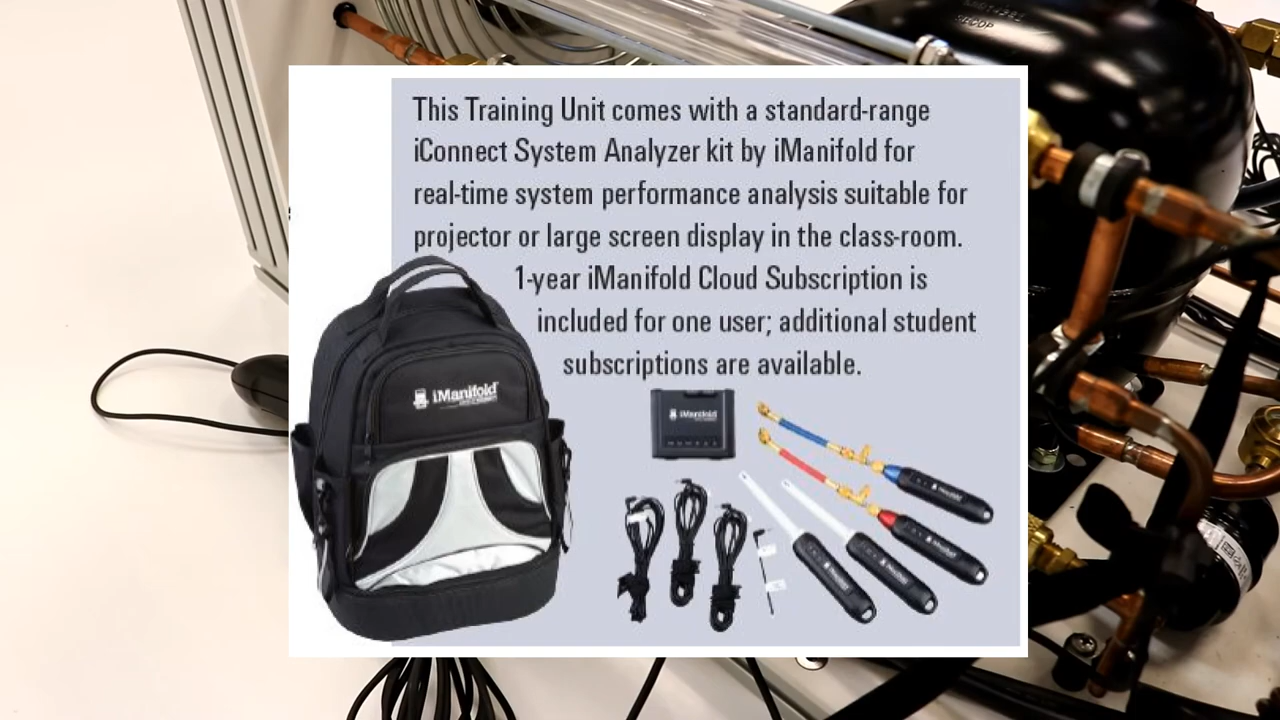 This Training Unit comes with a standard-range
iConnect System Analyzer kit by iManifold for
real-time system performance analysis suitable for
projector or large screen display in the class-room.
1-year iManifold Cloud Subscription is
included for one user; additional student
subscriptions are available.
iManifold
iManifold